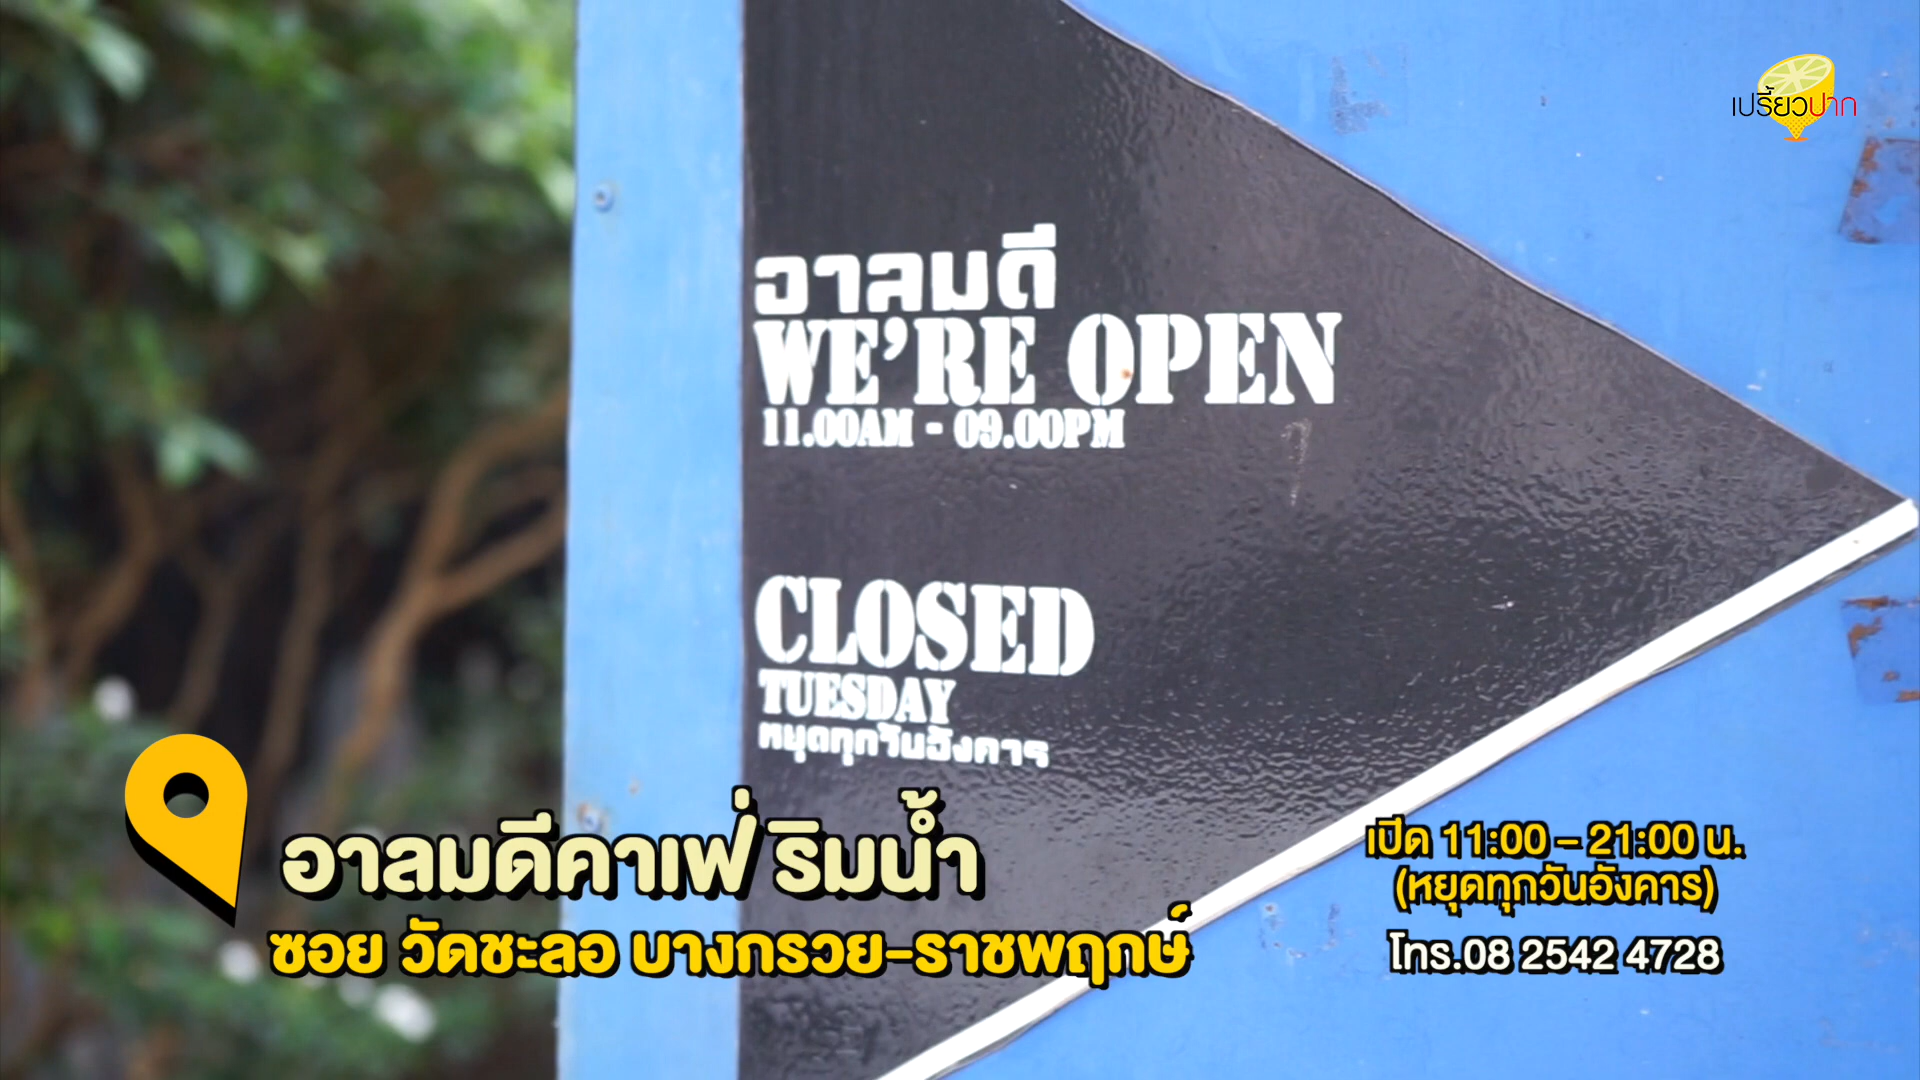 เปรี้ยวปาก
อาลมดี
WE'RE OPEN
11.00AM - 09.00PM
CLOSED
TUESDAY
หยุดทุกวันอังคาร
อาลมดีคาเฟ่ ริมน้ำ
ซอย วัดชะลอ บางกรวย-ราชพฤกษ์
เปิด 11:00 – 21:00 น.
(หยุดทุกวันอังคาร)
โทร.08 2542 4728